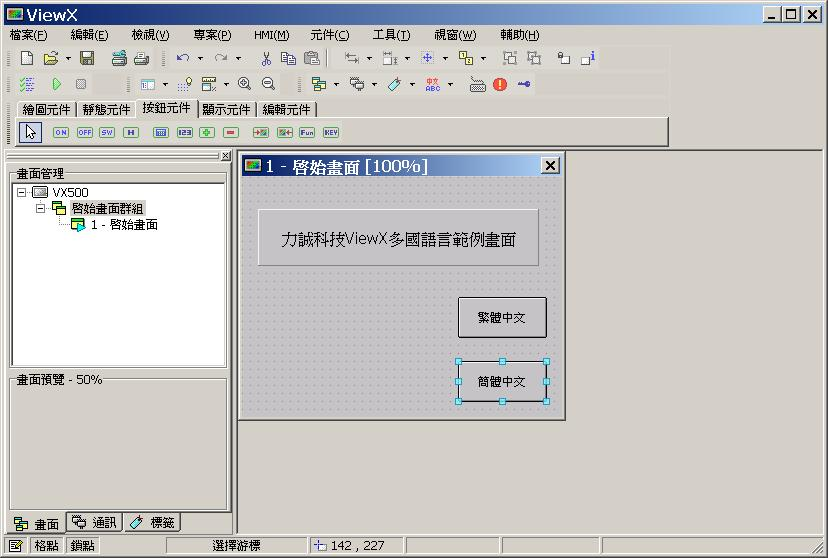 ViewX
檔案(F) 編輯(E) 檢視(V) 專案(P) HMI(M) 元件(C) 工具(T) 視窗(W) 輔助(H)
中文
ABC
繪圖元件 靜態元件 按鈕元件 顯示元件 編輯元件
ON OFF SW H 123 Fun KEY
畫面管理
VX500
啓始畫面群組
1 - 啓始畫面
1 - 啓始畫面 [100%]
力誠科技ViewX多國語言範例畫面
繁體中文
簡體中文
畫面預覽 - 50%
畫面 通訊 標籤
格點 鎖點 選擇游標 142 , 227